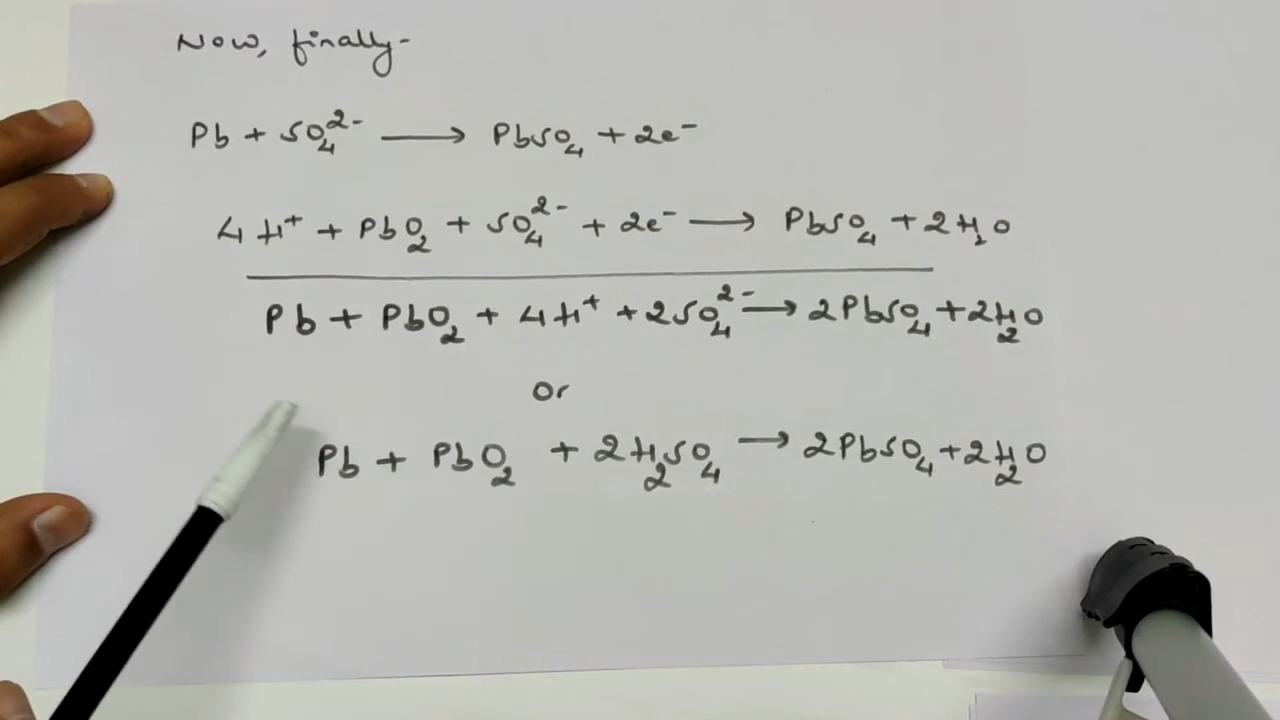 Now, finally-
Pb + SO₄²⁻ ⟶ PbSO₄ + 2e⁻
4H⁺ + PbO₂ + SO₄²⁻ + 2e⁻ ⟶ PbSO₄ + 2H₂O
Pb + PbO₂ + 4H⁺ + 2SO₄²⁻ ⟶ 2PbSO₄ + 2H₂O
Or
Pb + PbO₂ + 2H₂SO₄ ⟶ 2PbSO₄ + 2H₂O